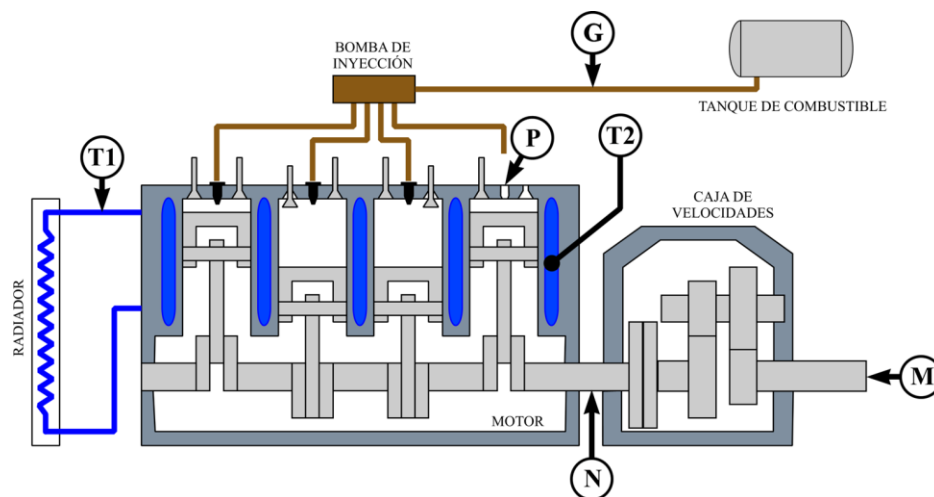 G
BOMBA DE
INYECCIÓN
TANQUE DE COMBUSTIBLE
P
T2
T1
CAJA DE
VELOCIDADES
RADIADOR
M
MOTOR
N